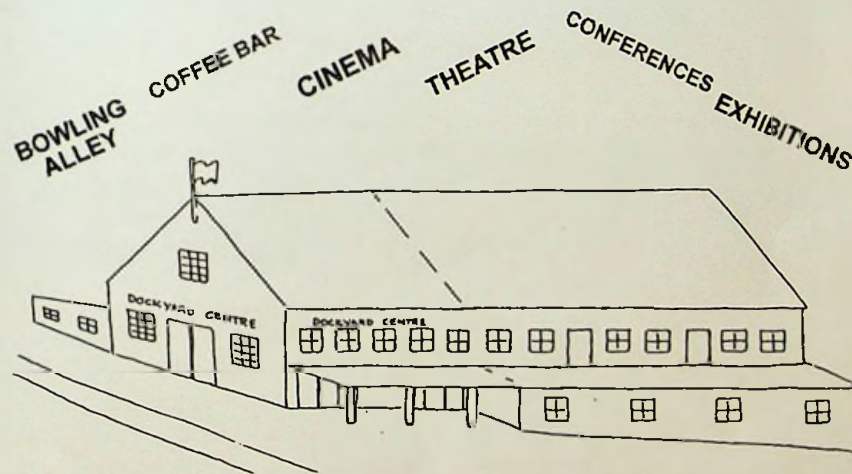 BOWLING
ALLEY
COFFEE BAR
CINEMA
THEATRE
CONFERENCES
EXHIBITIONS
DOCKYARD CENTRE
DOCKYARD CENTRE